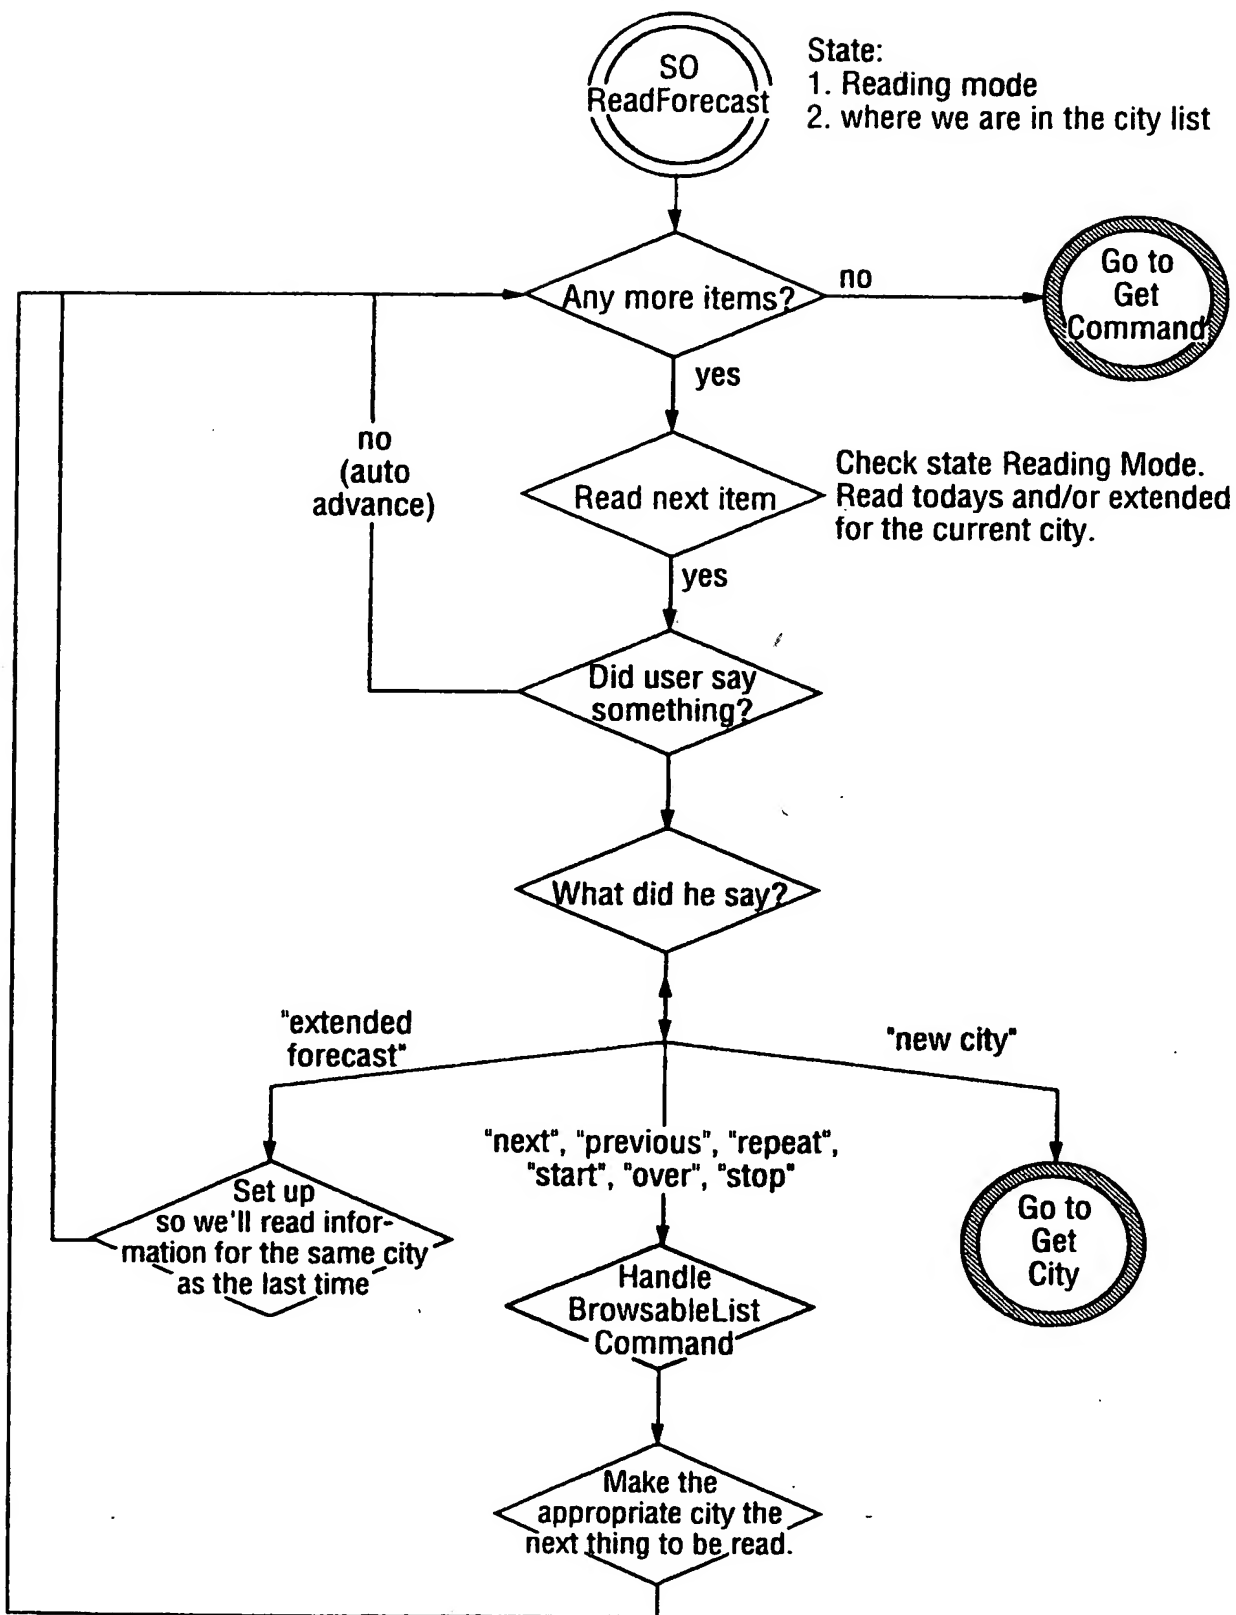 SO
ReadForecast
State:
1. Reading mode
2. where we are in the city list
Any more items?
no
Go to
Get
Command
yes
no
(auto
advance)
Read next item
Check state Reading Mode.
Read todays and/or extended
for the current city.
yes
Did user say
something?
What did he say?
"extended
forecast"
"new city"
"next", "previous", "repeat",
"start", "over", "stop"
Set up
so we'll read infor-
mation for the same city
as the last time
Go to
Get
City
Handle
BrowsableList
Command
Make the
appropriate city the
next thing to be read.